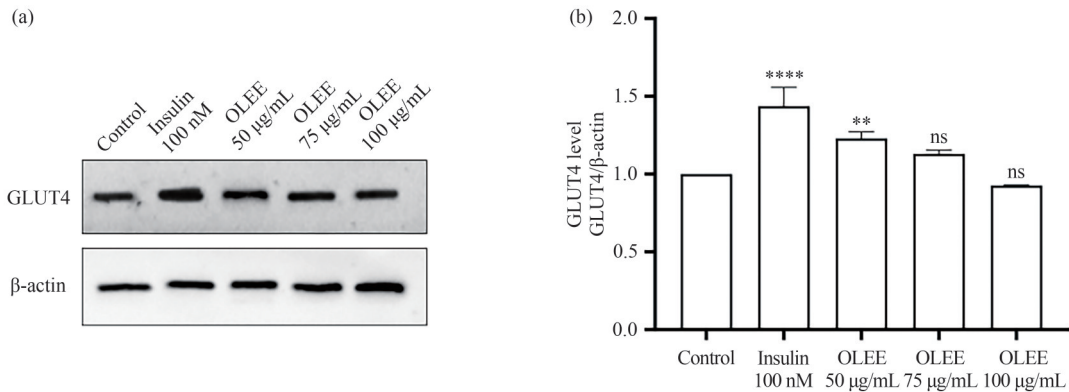 (a)
Control
Insulin
100 nM
OLEE
50 μg/mL
OLEE
75 μg/mL
OLEE
100 μg/mL
GLUT4
β-actin
(b)
GLUT4 level
GLUT4/β-actin
2.0
1.5
1.0
0.5
0.0
****
**
ns
ns
Control
Insulin
100 nM
OLEE
50 μg/mL
OLEE
75 μg/mL
OLEE
100 μg/mL